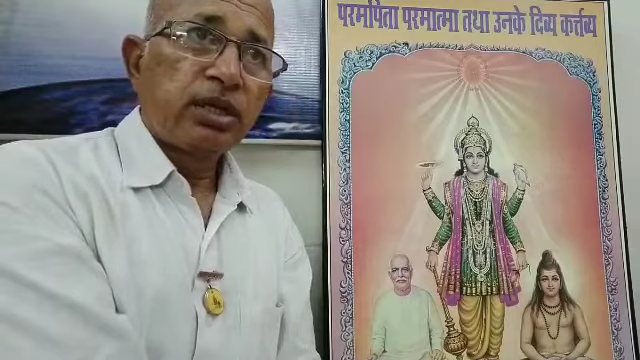 परमपिता परमात्मा तथा उनके दिव्य कर्त्तव्य